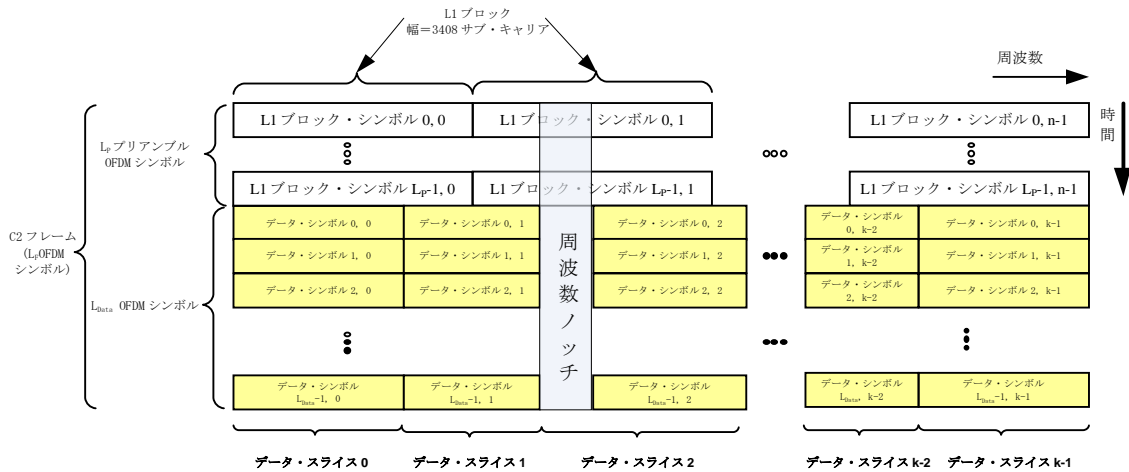 L1 ブロック
幅＝3408 サブ・キャリア
周波数
時間
L1 ブロック・シンボル 0, 0
L1 ブロック・シンボル 0, 1
L1 ブロック・シンボル 0, n-1
LPプリアンブル
OFDM シンボル
L1 ブロック・シンボル LP-1, 0
L1 ブロック・シンボル LP-1, 1
L1 ブロック・シンボル LP-1, n-1
C2 フレーム
(LFOFDM
シンボル)
LData OFDM シンボル
データ・シンボル 0, 0
データ・シンボル 0, 1
データ・シンボル 0, 2
データ・シンボル
0, k-2
データ・シンボル 0, k-1
データ・シンボル 1, 0
データ・シンボル 1, 1
データ・シンボル 1, 2
データ・シンボル
1, k-2
データ・シンボル 1, k-1
データ・シンボル 2, 0
データ・シンボル 2, 1
データ・シンボル 2, 2
データ・シンボル
2, k-2
データ・シンボル 2, k-1
周波数ノッチ
データ・シンボル
LData-1, 0
データ・シンボル
LData-1, 1
データ・シンボル
LData-1, 2
データ・シンボル
LData, k-2
データ・シンボル
LData-1, k-1
データ・スライス 0
データ・スライス 1
データ・スライス 2
データ・スライス k-2
データ・スライス k-1